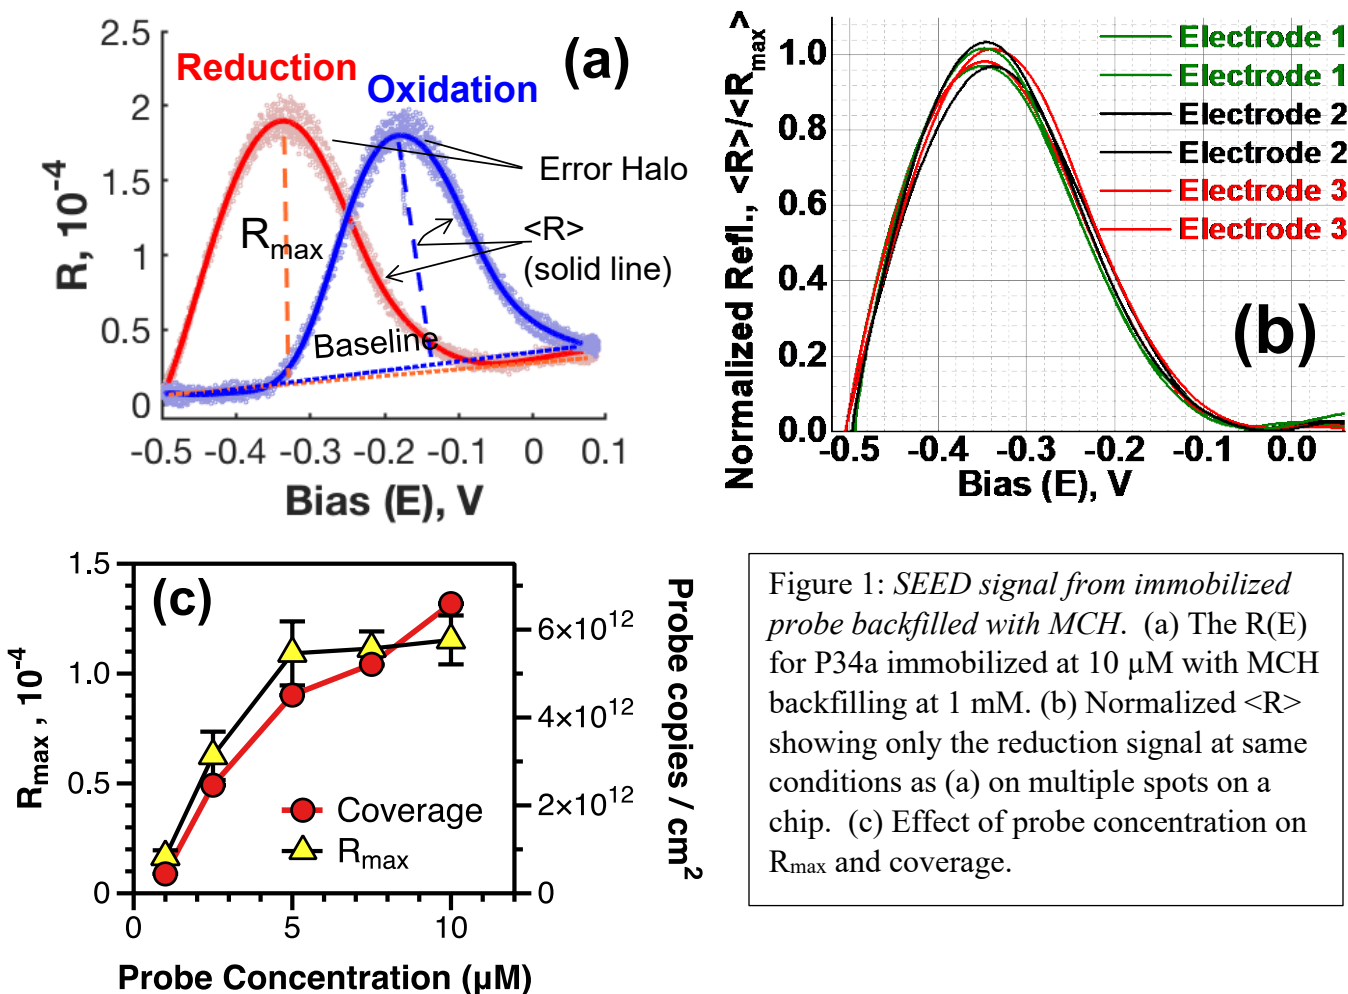 (a)
Reduction
Oxidation
Error Halo
<R>
(solid line)
R_max
Baseline
R, 10^-4
2.5
2
1.5
1
0.5
0
-0.5 -0.4 -0.3 -0.2 -0.1 0 0.1
Bias (E), V
(b)
Electrode 1
Electrode 1
Electrode 2
Electrode 2
Electrode 3
Electrode 3
Normalized Refl., <R>/<R_max>
1.0
0.8
0.6
0.4
0.2
0.0
-0.5 -0.4 -0.3 -0.2 -0.1 0.0
Bias (E), V
(c)
R_max , 10^-4
1.5
1.0
0.5
0
Coverage
R_max
6×10^12
4×10^12
2×10^12
0
Probe copies / cm^2
0 5 10
Probe Concentration (µM)
Figure 1: SEED signal from immobilized
probe backfilled with MCH. (a) The R(E)
for P34a immobilized at 10 µM with MCH
backfilling at 1 mM. (b) Normalized <R>
showing only the reduction signal at same
conditions as (a) on multiple spots on a
chip. (c) Effect of probe concentration on
R_max and coverage.